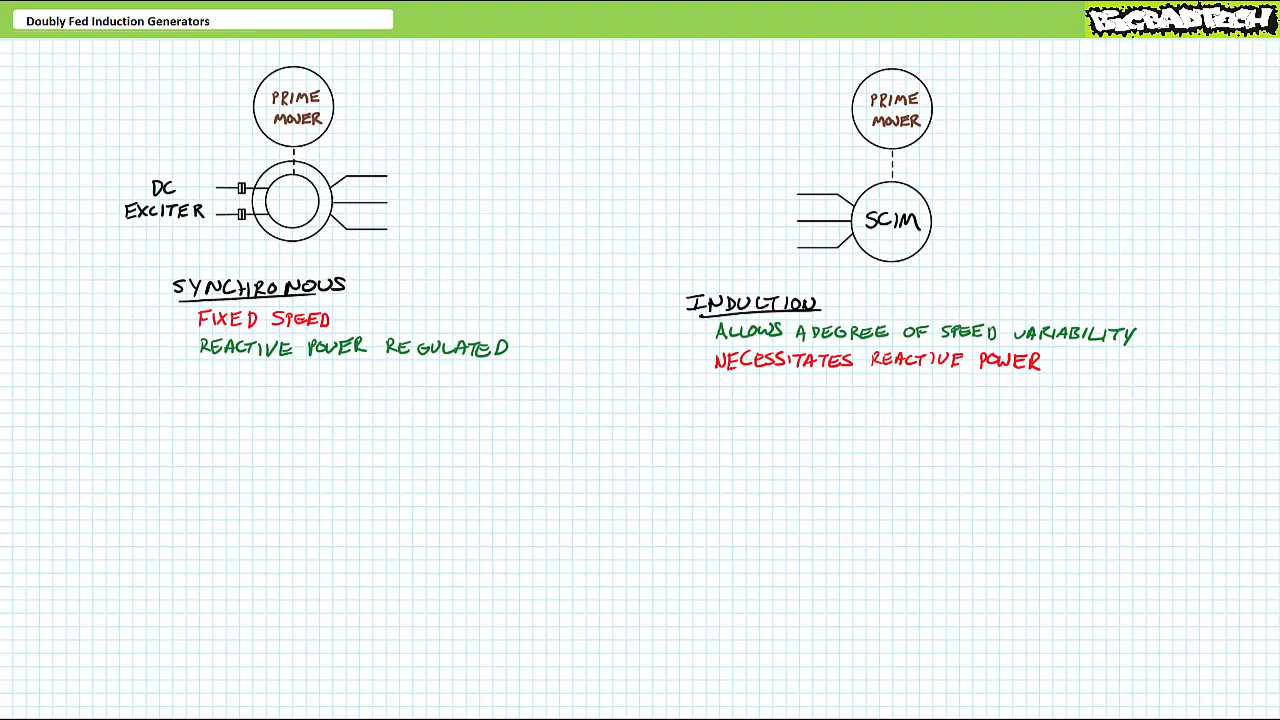 Doubly Fed Induction Generators
BIGBADTECH
PRIME
MOVER
DC
EXCITER
SYNCHRONOUS
FIXED SPEED
REACTIVE POWER REGULATED
PRIME
MOVER
SCIM
INDUCTION
ALLOWS A DEGREE OF SPEED VARIABILITY
NECESSITATES REACTIVE POWER